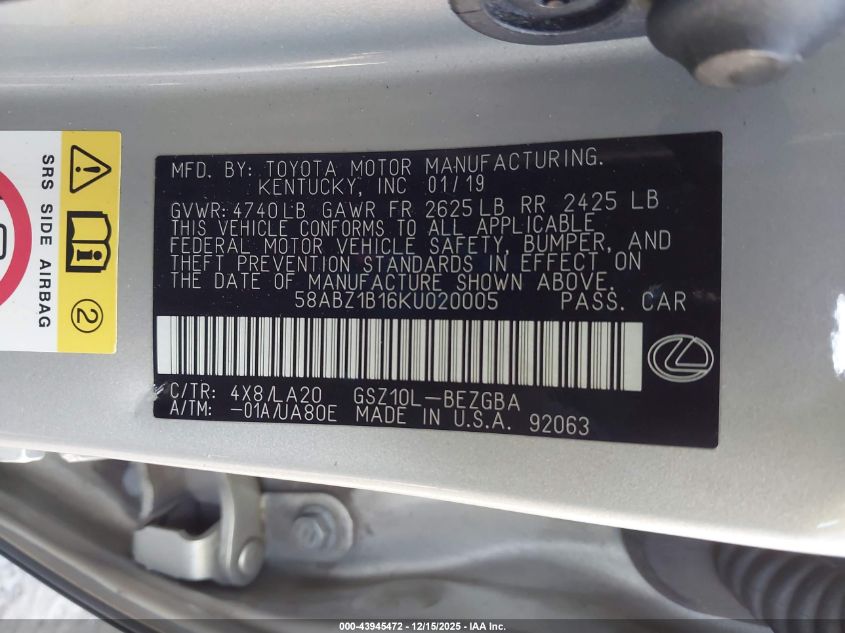 MFD. BY: TOYOTA MOTOR MANUFACTURING.
KENTUCKY, INC 01/19
GVWR: 4740LB GAWR FR 2625LB RR 2425 LB
THIS VEHICLE CONFORMS TO ALL APPLICABLE
FEDERAL MOTOR VEHICLE SAFETY, BUMPER, AND
THEFT PREVENTION STANDARDS IN EFFECT ON
THE DATE OF MANUFACTURE SHOWN ABOVE.
58ABZ1B16KU020005 PASS. CAR
C/TR: 4X8/LA20 GSZ10L-BEZGBA
A/TM: -01A/UA80E MADE IN U.S.A. 92063
SRS SIDE AIRBAG
2
000-43945472 - 12/15/2025 - IAA Inc.